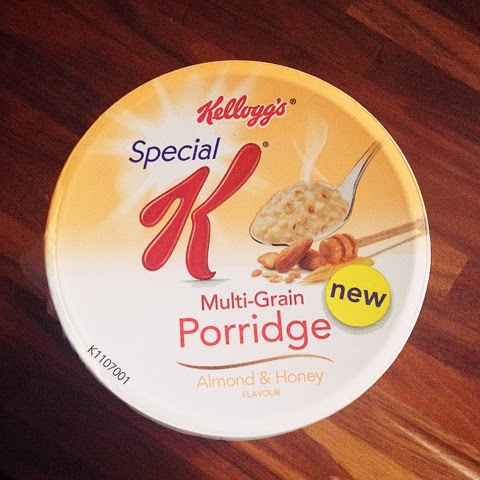 Kellogg's®
Special
K®
Multi-Grain
Porridge
new
Almond & Honey
FLAVOUR
K1107001